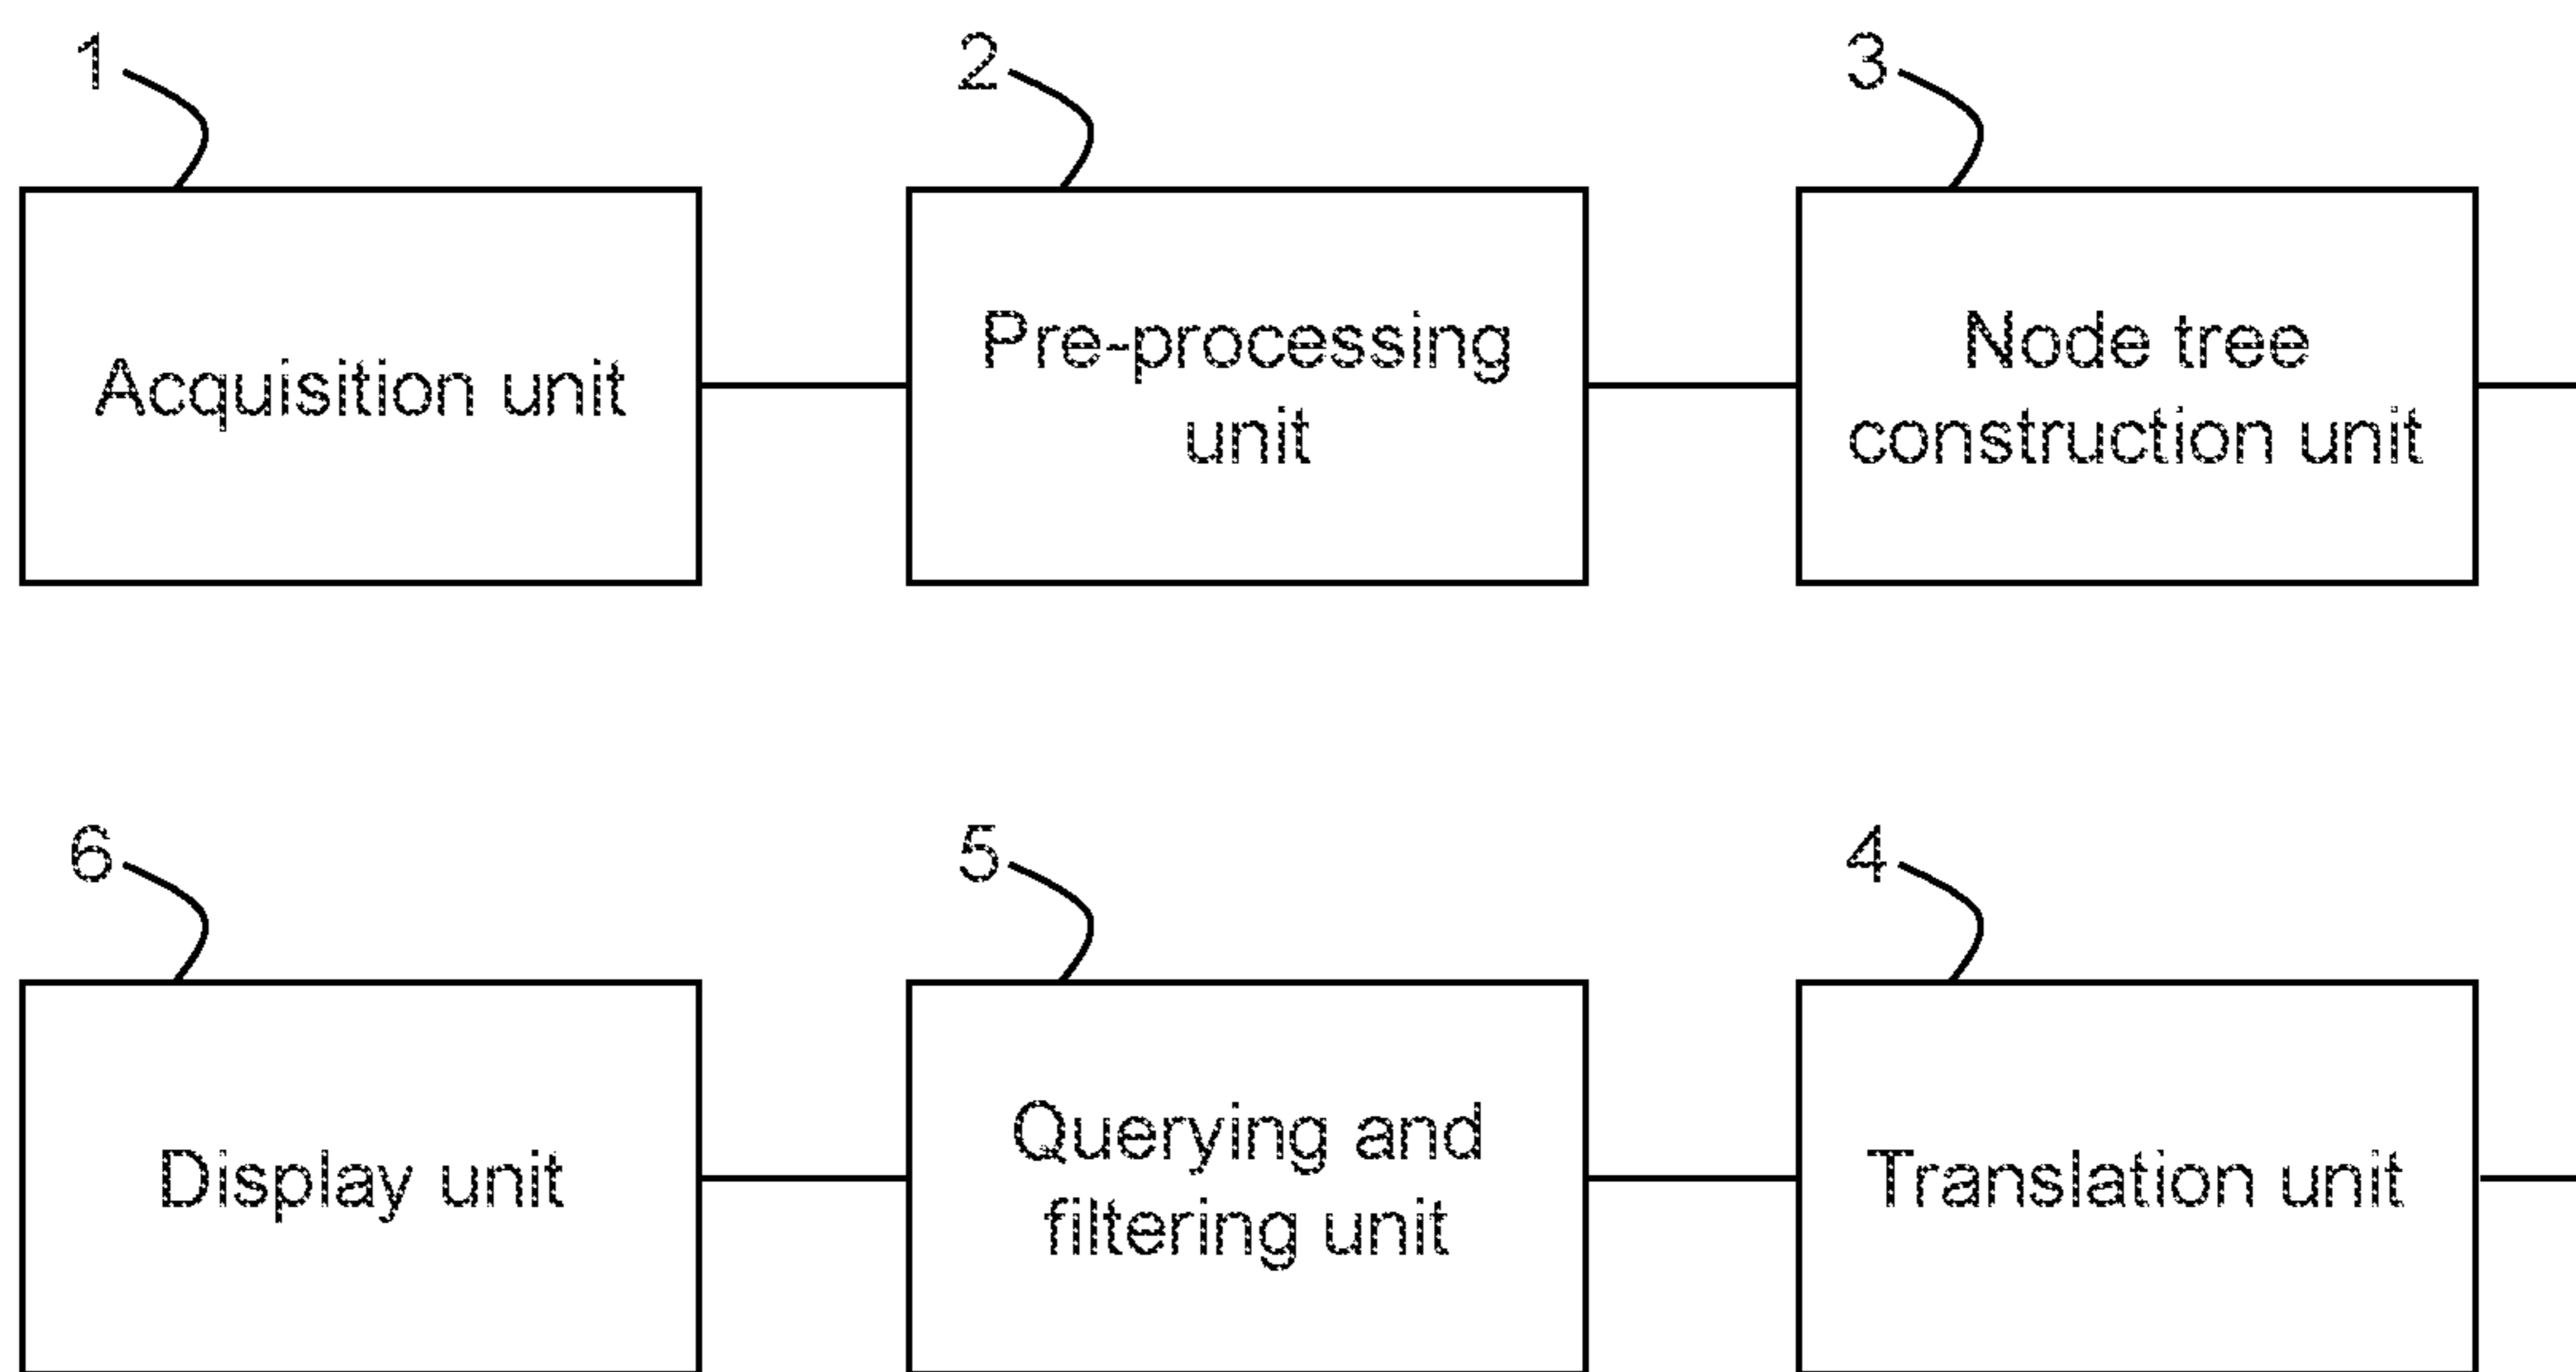 1
2
3
Acquisition unit
Pre-processing
unit
Node tree
construction unit
6
5
4
Display unit
Querying and
filtering unit
Translation unit